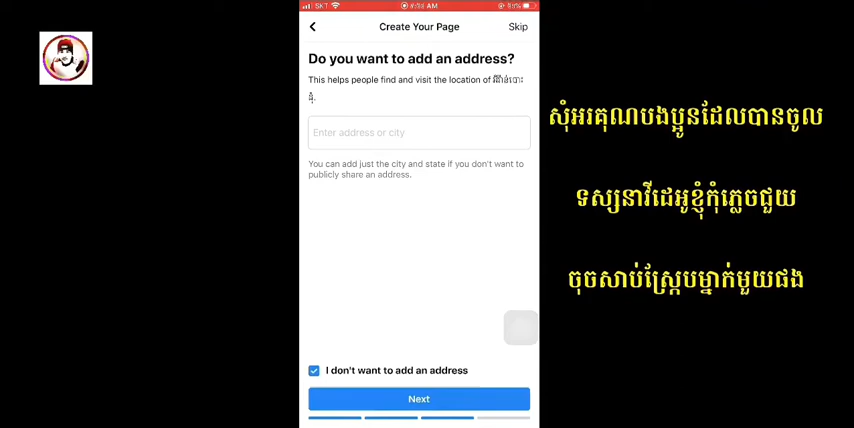 SKT
AM
Create Your Page
Skip
Do you want to add an address?
This helps people find and visit the location of
Enter address or city
You can add just the city and state if you don't want to
publicly share an address.
I don't want to add an address
Next
សុំអរគុណបងប្អូនដែលបានចូល
ទស្សនាវីដេអូខ្ញុំកុំភ្លេចជួយ
ចុចសាប់ស្រ្កែបម្នាក់មួយផង